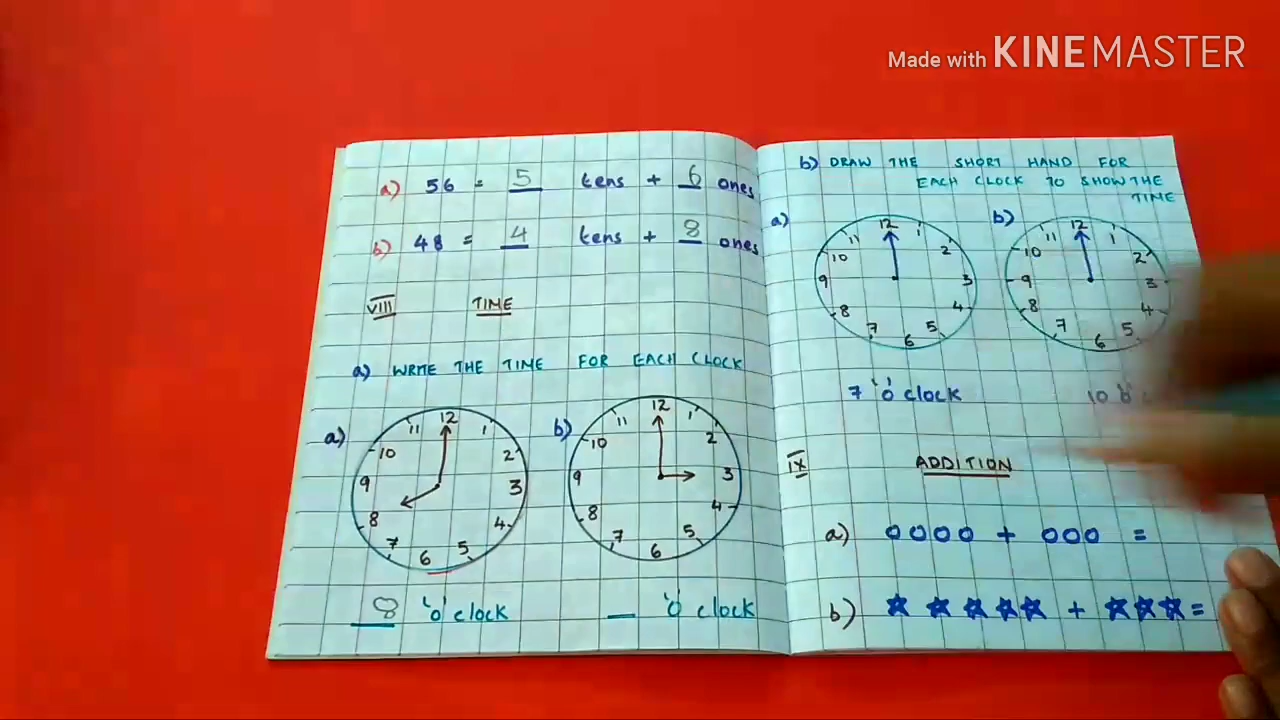 Made with KINEMASTER
a) 56 = 5 tens + 6 ones
b) 48 = 4 tens + 8 ones
VIII TIME
a) WRITE THE TIME FOR EACH CLOCK
a)
12
11 1
10 2
9 3
8 4
7 5
6
b)
12
11 1
10 2
9 3
8 4
7 5
6
8 'O' clock
_ 'O clock
b) DRAW THE SHORT HAND FOR
EACH CLOCK TO SHOW THE
TIME
a)
12
11 1
10 2
9 3
8 4
7 5
6
b)
12
11 1
10 2
9 3
8 4
7 5
6
7 'O' clock
10 'O'
IX ADDITION
a) + =
b) + =